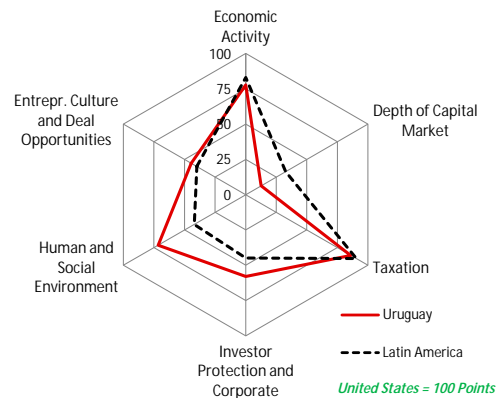 Economic
Activity
100
75
50
25
0
Entrepr. Culture
and Deal
Opportunities
Depth of Capital
Market
Human and
Social
Environment
Taxation
Investor
Protection and
Corporate
Uruguay
Latin America
United States = 100 Points